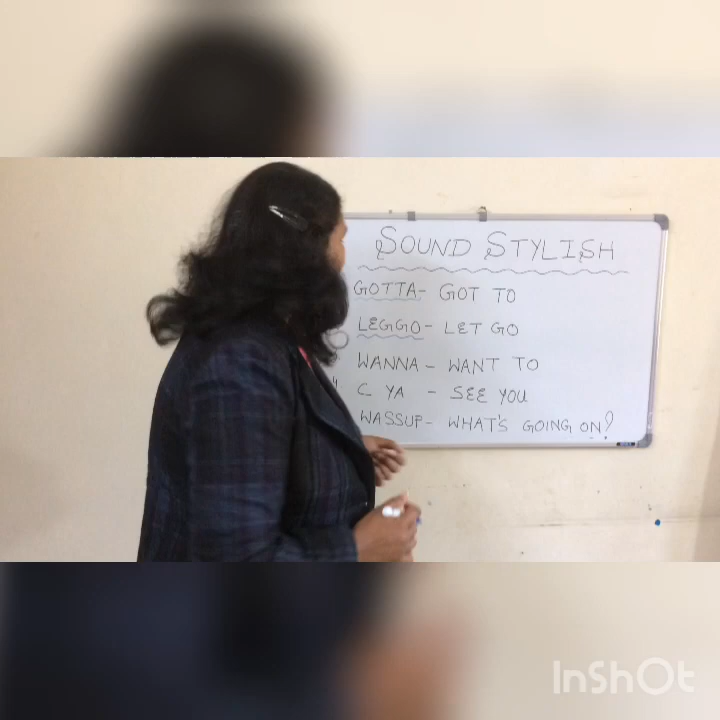 SOUND STYLISH
GOTTA - GOT TO
LEGGO - LET GO
WANNA - WANT TO
4 C YA - SEE YOU
WASSUP - WHAT'S GOING ON?
InShOt